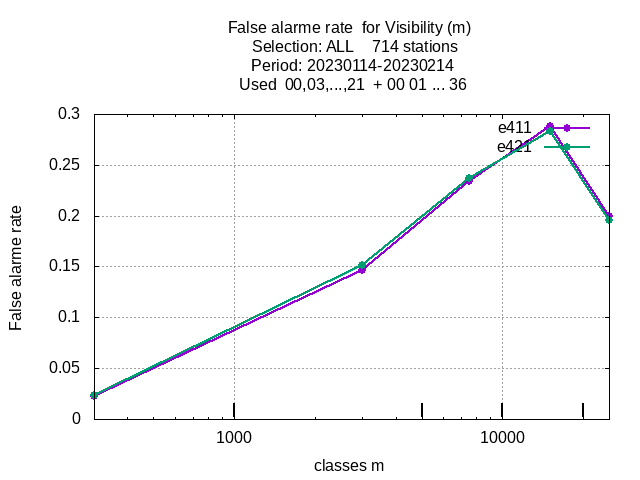 False alarme rate  for Visibility (m)
Selection: ALL    714 stations
Period: 20230114-20230214
Used  00,03,...,21  + 00 01 ... 36
0.3
0.25
0.2
0.15
0.1
0.05
0
False alarme rate
e411
e421
1000
10000
classes m